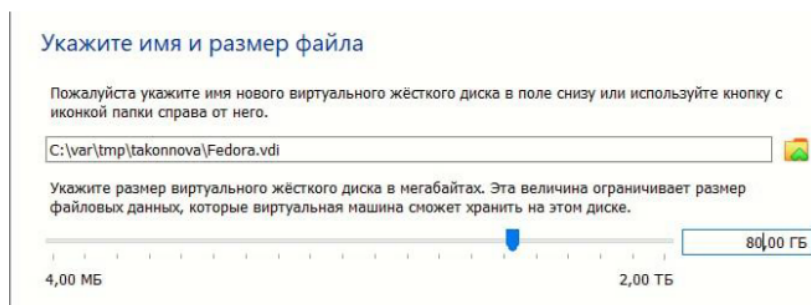 Укажите имя и размер файла
Пожалуйста укажите имя нового виртуального жёсткого диска в поле снизу или используйте кнопку с
иконкой папки справа от него.
C:\var\tmp\takonnova\Fedora.vdi
Укажите размер виртуального жёсткого диска в мегабайтах. Эта величина ограничивает размер
файловых данных, которые виртуальная машина сможет хранить на этом диске.
80,00 ГБ
4,00 МБ 2,00 ТБ